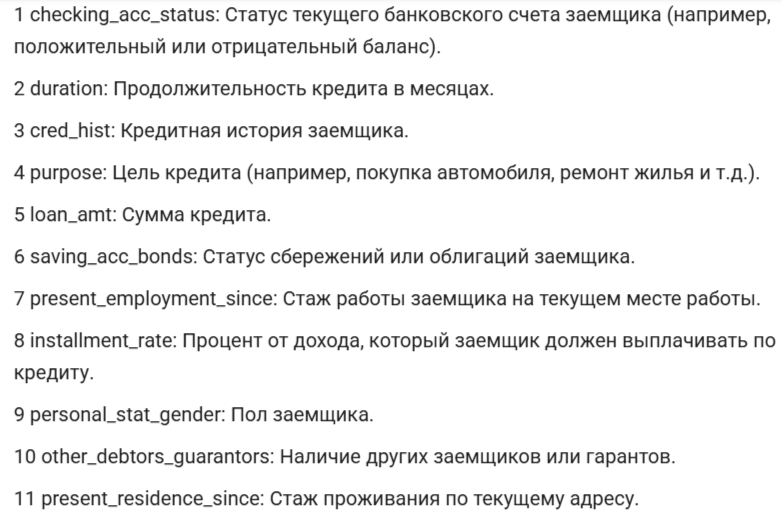 1 checking_acc_status: Статус текущего банковского счета заемщика (например,
положительный или отрицательный баланс).
2 duration: Продолжительность кредита в месяцах.
3 cred_hist: Кредитная история заемщика.
4 purpose: Цель кредита (например, покупка автомобиля, ремонт жилья и т.д.).
5 loan_amt: Сумма кредита.
6 saving_acc_bonds: Статус сбережений или облигаций заемщика.
7 present_employment_since: Стаж работы заемщика на текущем месте работы.
8 installment_rate: Процент от дохода, который заемщик должен выплачивать по
кредиту.
9 personal_stat_gender: Пол заемщика.
10 other_debtors_guarantors: Наличие других заемщиков или гарантов.
11 present_residence_since: Стаж проживания по текущему адресу.